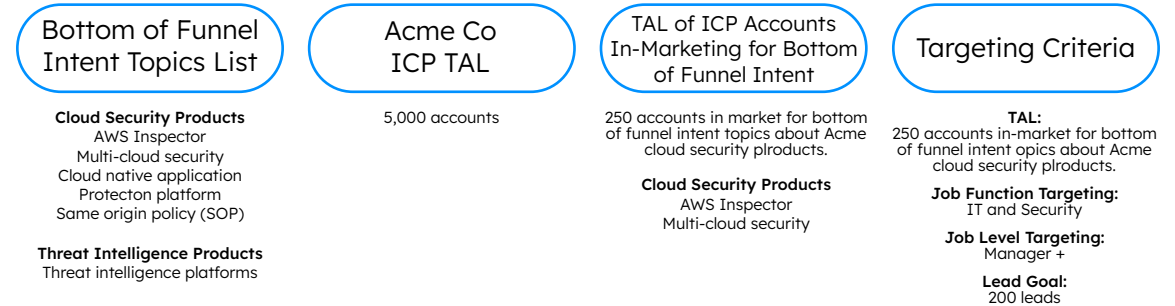 Bottom of Funnel
Intent Topics List
Cloud Security Products
AWS Inspector
Multi-cloud security
Cloud native application
Protecton platform
Same origin policy (SOP)
Threat Intelligence Products
Threat intelligence platforms
Acme Co
ICP TAL
5,000 accounts
TAL of ICP Accounts
In-Marketing for Bottom
of Funnel Intent
250 accounts in market for bottom
of funnel intent topics about Acme
cloud security plroducts.
Cloud Security Products
AWS Inspector
Multi-cloud security
Targeting Criteria
TAL:
250 accounts in-market for bottom
of funnel intent opics about Acme
cloud security plroducts.
Job Function Targeting:
IT and Security
Job Level Targeting:
Manager +
Lead Goal:
200 leads